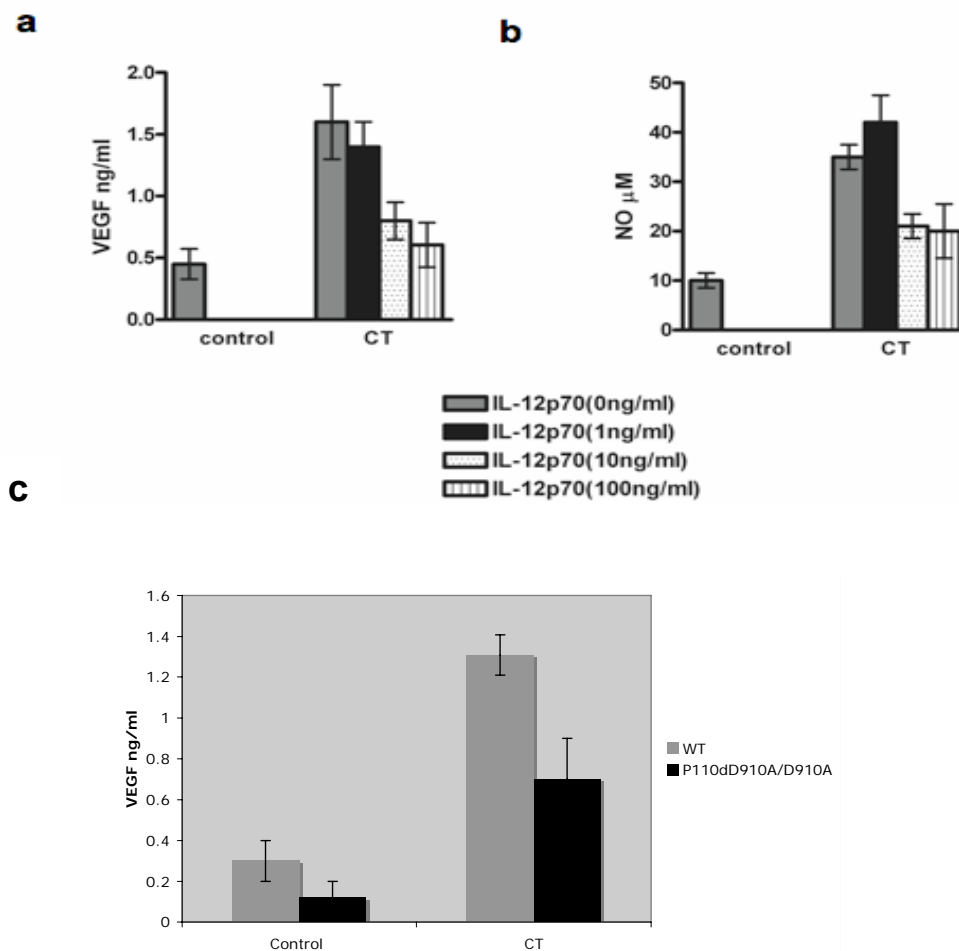 a
b
2.0
1.5
1.0
0.5
0.0
VEGF ng/ml
control
CT
50
40
30
20
10
0
NO µM
control
CT
IL-12p70(0ng/ml)
IL-12p70(1ng/ml)
IL-12p70(10ng/ml)
IL-12p70(100ng/ml)
c
1.6
1.4
1.2
1
0.8
0.6
0.4
0.2
0
VEGF ng/ml
Control
CT
WT
P110dD910A/D910A